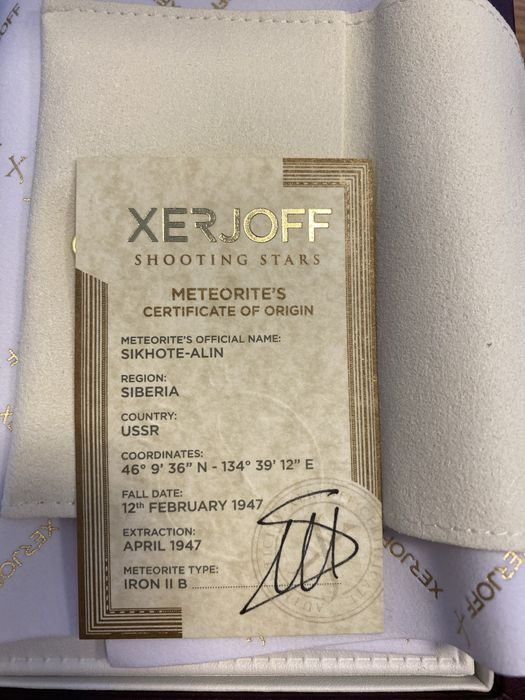 XERJOFF
SHOOTING STARS
METEORITE'S
CERTIFICATE OF ORIGIN
METEORITE'S OFFICIAL NAME:
SIKHOTE-ALIN
REGION:
SIBERIA
COUNTRY:
USSR
COORDINATES:
46° 9' 36" N - 134° 39' 12" E
FALL DATE:
12th FEBRUARY 1947
EXTRACTION:
APRIL 1947
METEORITE TYPE:
IRON II B
XERJOFF
XERJOFF